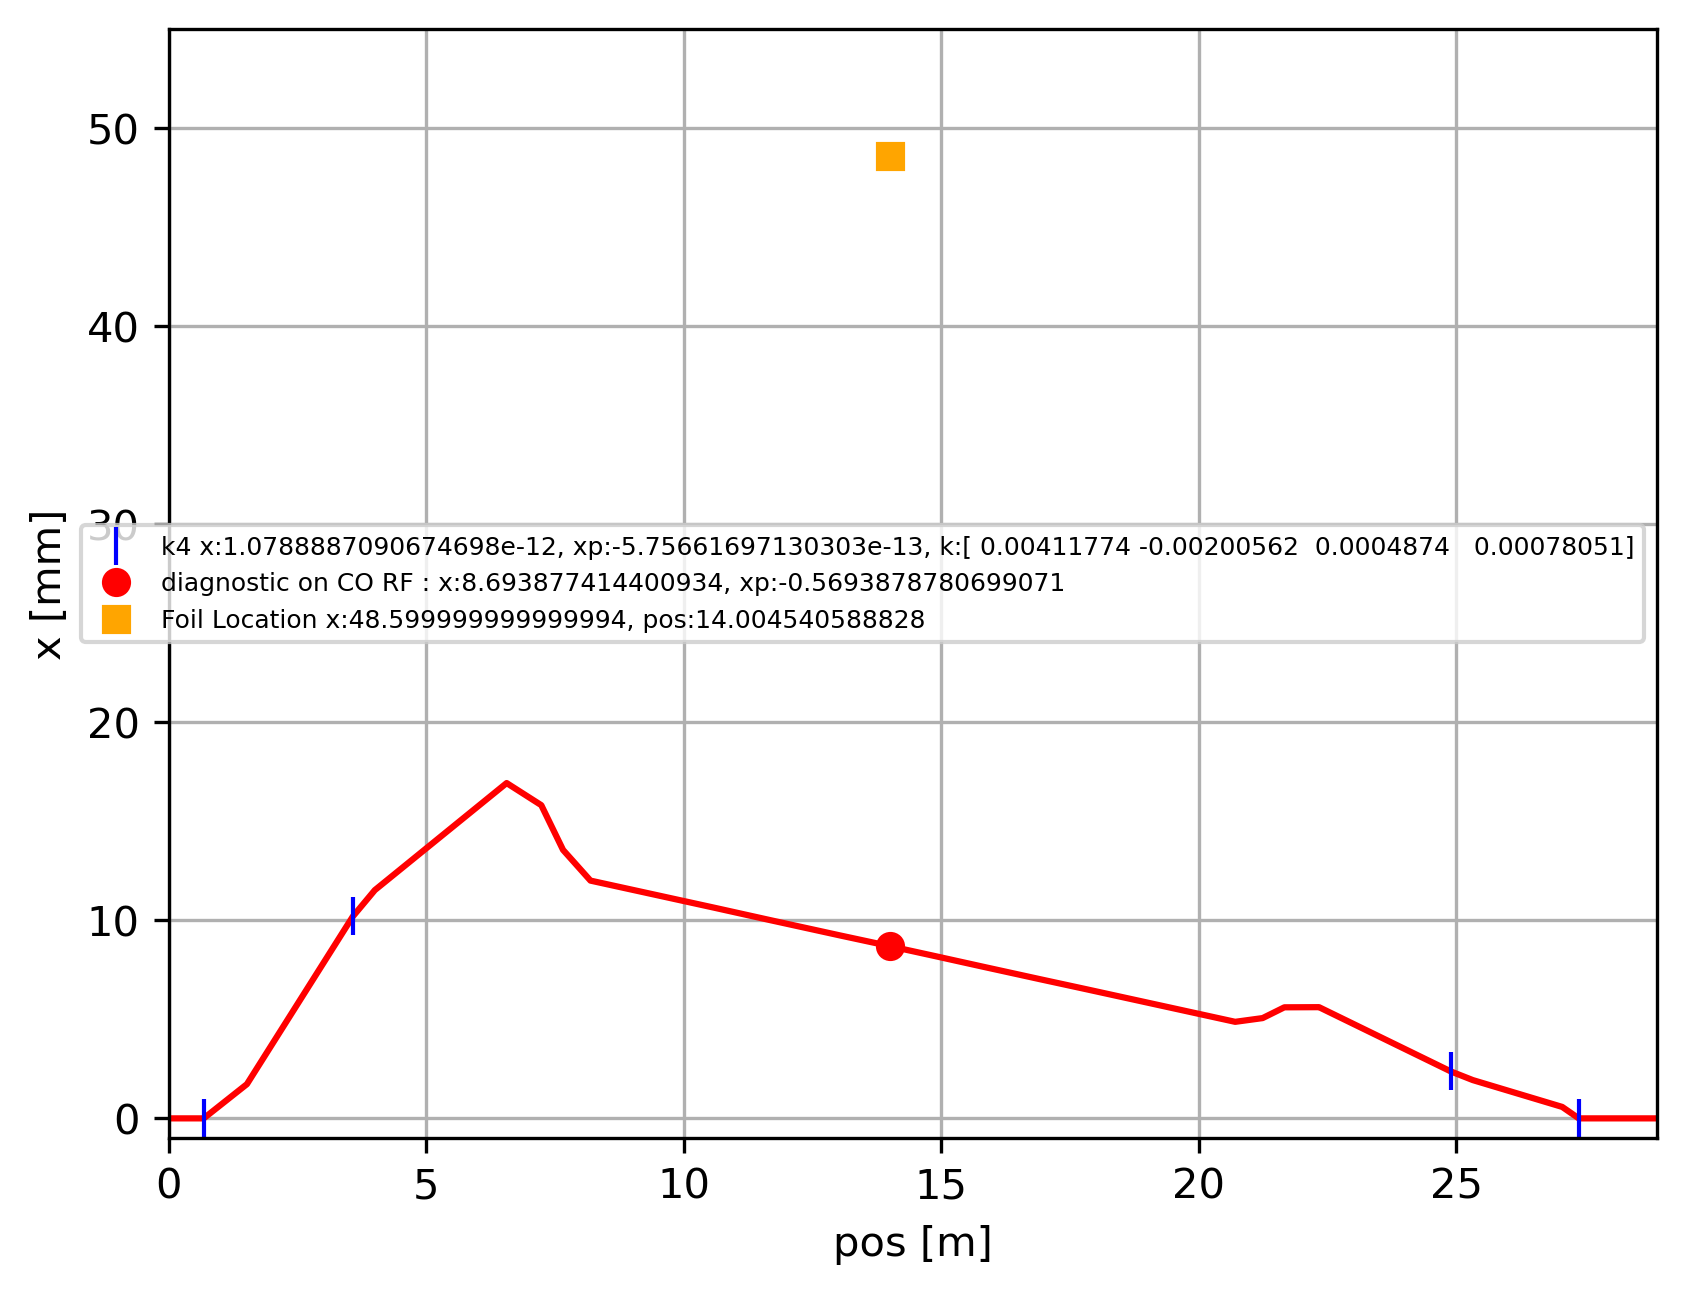 50
40
30
k4 x:1.0788887090674698e-12, xp:-5.75661697130303e-13, k:[ 0.00411774 -0.00200562  0.0004874   0.00078051]
diagnostic on CO RF : x:8.693877414400934, xp:-0.5693878780699071
Foil Location x:48.599999999999994, pos:14.004540588828
x [mm]
20
10
0
0 5 10 15 20 25
pos [m]